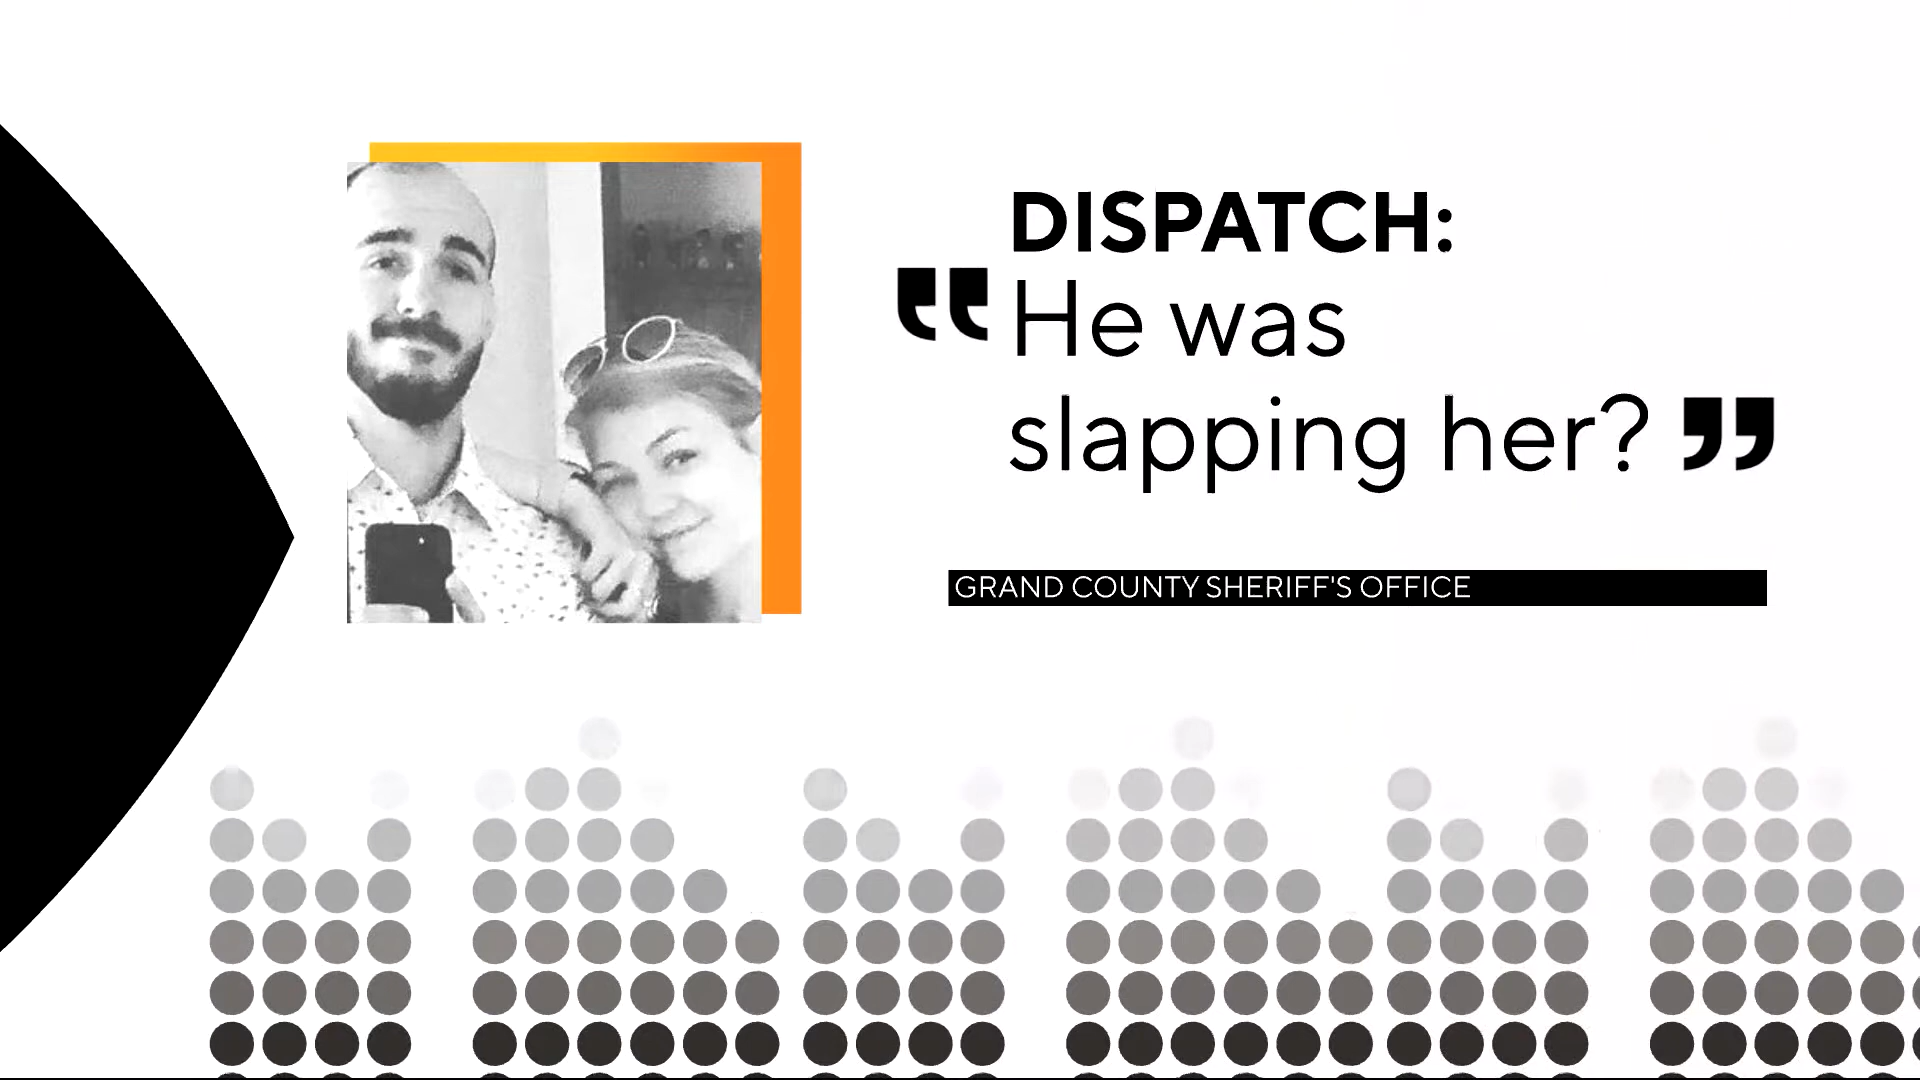 DISPATCH:
“He was
slapping her?”
GRAND COUNTY SHERIFF'S OFFICE